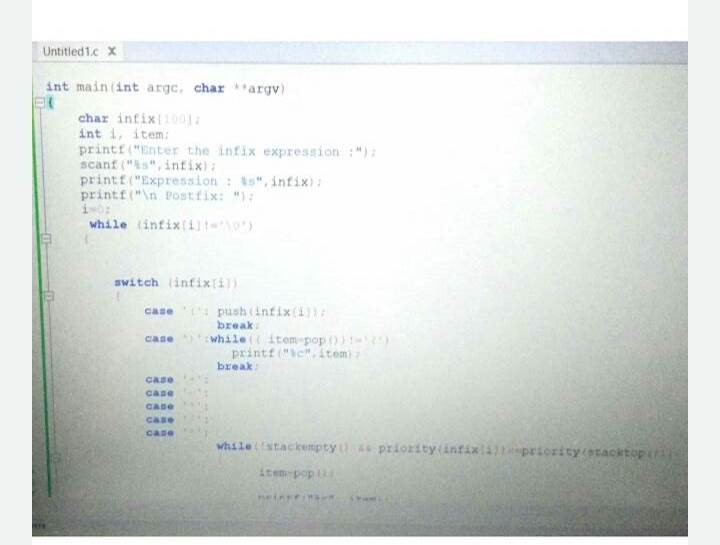 Untitled1.c X
int main(int argc, char **argv)
{
char infix[100];
int i, item;
printf("Enter the infix expression :");
scanf("%s",infix);
printf("Expression : %s",infix);
printf("\n Postfix: ");
i=0;
while (infix[i]!='\0')
{
switch (infix[i])
{
case '(': push(infix[i]);
break;
case ')':while(( item=pop())!='(')
printf("%c",item);
break;
case
case
case
case
case
while(!stackempty() && priority(infix[i])
item=pop();